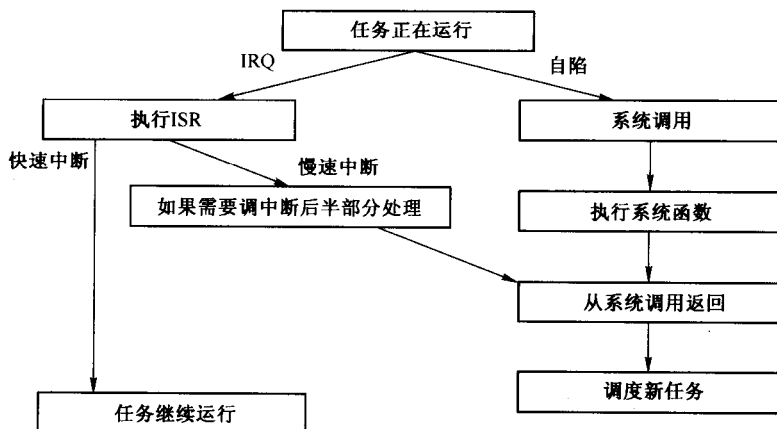 任务正在运行
IRQ
自陷
执行ISR
系统调用
快速中断
慢速中断
如果需要调中断后半部分处理
执行系统函数
从系统调用返回
调度新任务
任务继续运行